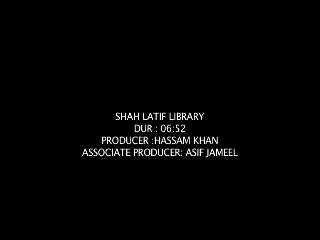 SHAH LATIF LIBRARY
DUR : 06:52
PRODUCER :HASSAM KHAN
ASSOCIATE PRODUCER: ASIF JAMEEL